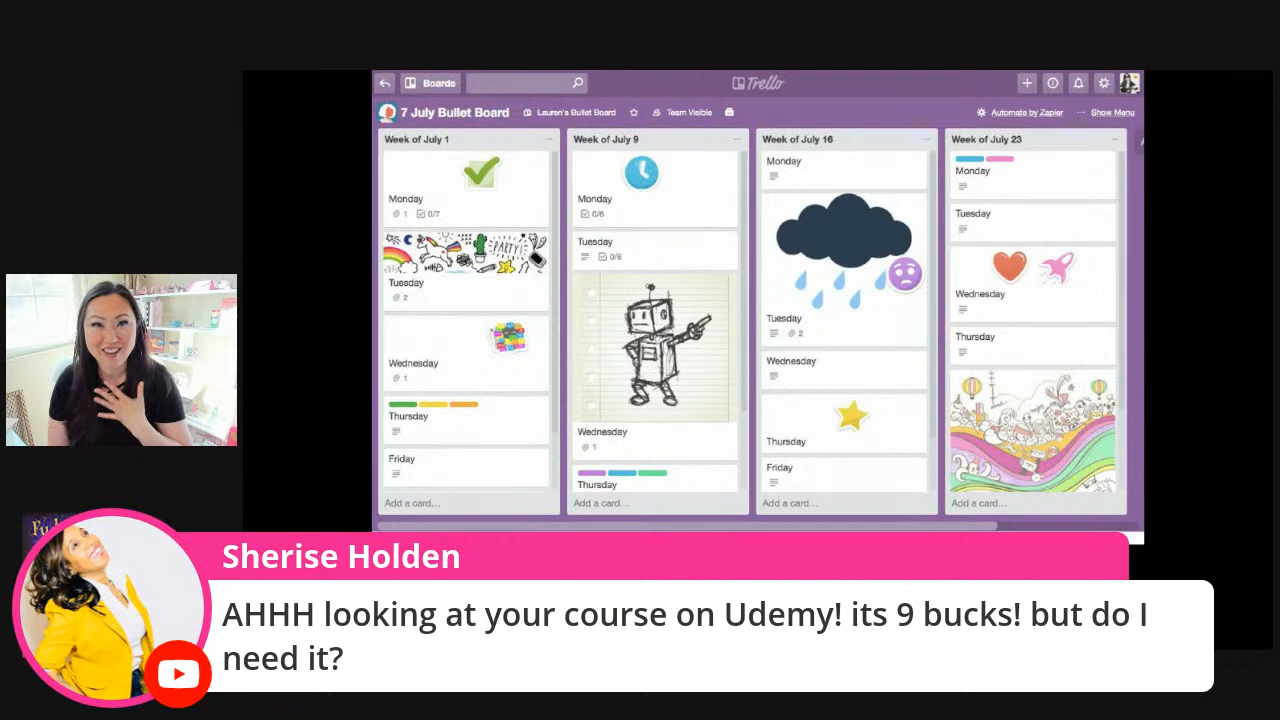 Boards
Trello
7 July Bullet Board
Lauren's Bullet Board
Team Visible
Automate by Zapier
Show Menu
Week of July 1
Monday
1
0/7
PARTY!
Tuesday
2
Wednesday
1
Thursday
Friday
Add a card...
Week of July 9
Monday
0/6
Tuesday
0/8
Wednesday
1
Thursday
Add a card...
Week of July 16
Monday
Tuesday
2
Wednesday
Thursday
Friday
Add a card...
Week of July 23
Monday
Tuesday
Wednesday
Thursday
Add a card...
Sherise Holden
AHHH looking at your course on Udemy! its 9 bucks! but do I
need it?